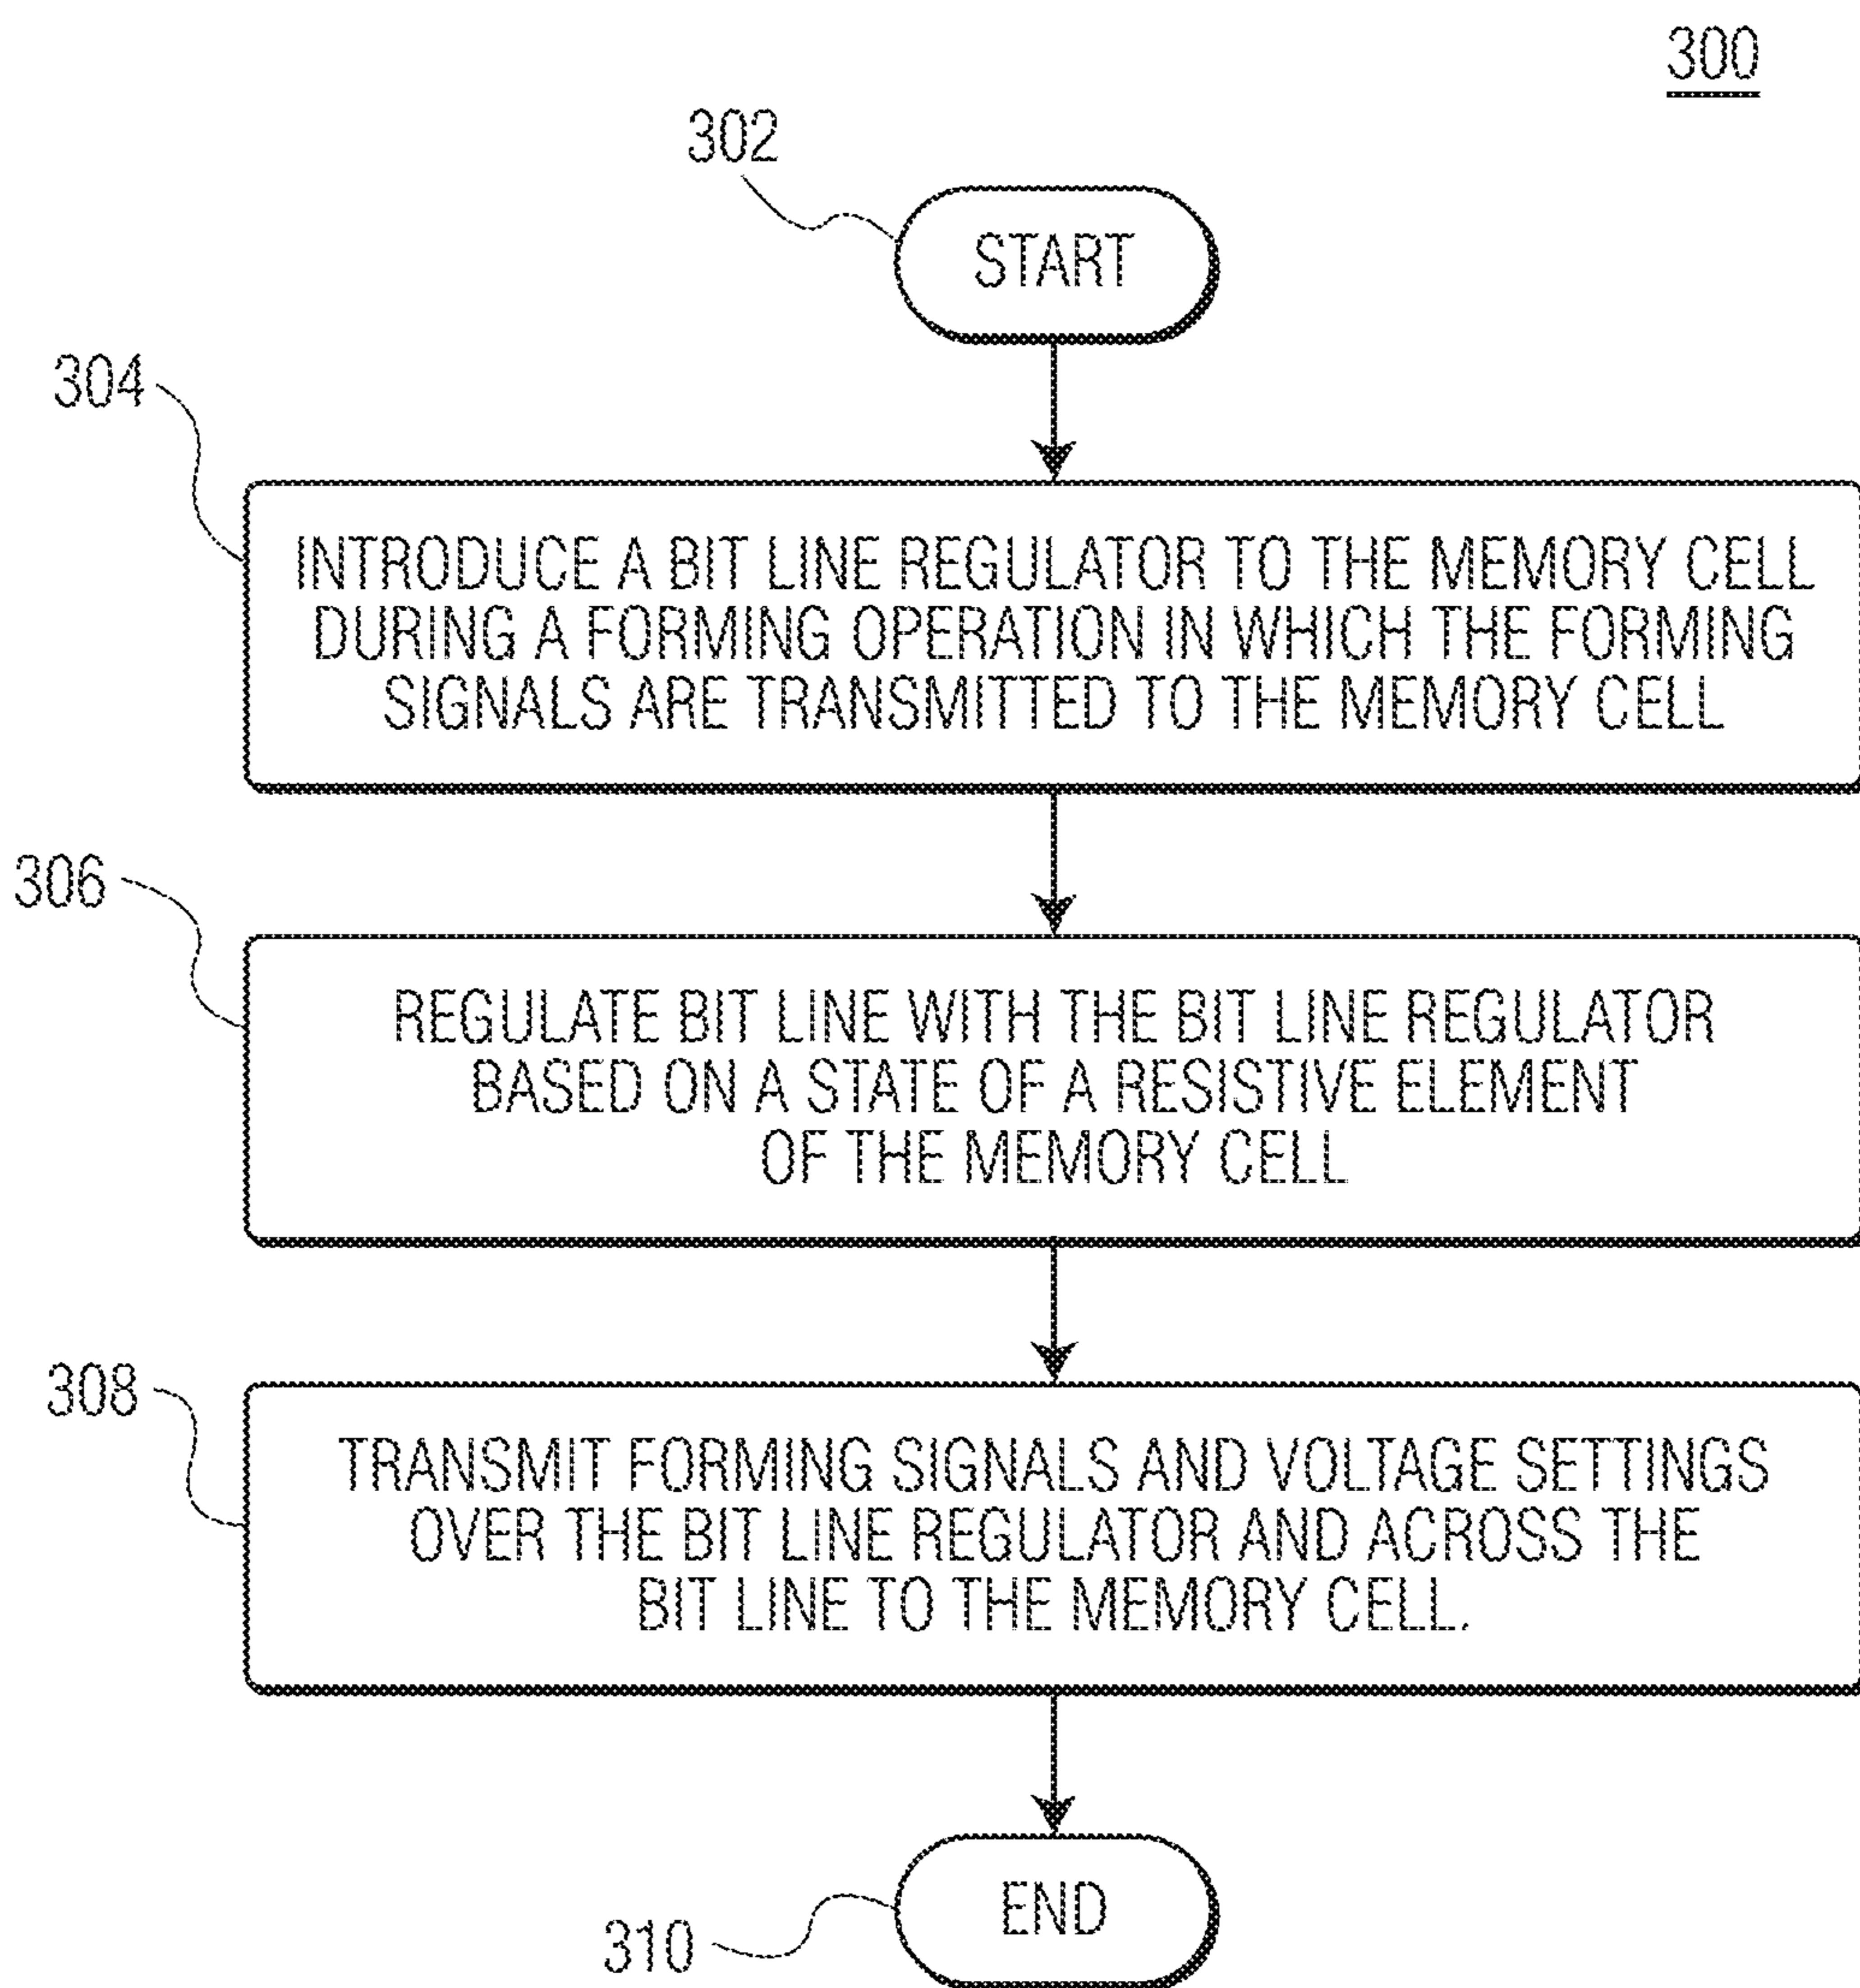 300
302
START
304
INTRODUCE A BIT LINE REGULATOR TO THE MEMORY CELL
DURING A FORMING OPERATION IN WHICH THE FORMING
SIGNALS ARE TRANSMITTED TO THE MEMORY CELL
306
REGULATE BIT LINE WITH THE BIT LINE REGULATOR
BASED ON A STATE OF A RESISTIVE ELEMENT
OF THE MEMORY CELL
308
TRANSMIT FORMING SIGNALS AND VOLTAGE SETTINGS
OVER THE BIT LINE REGULATOR AND ACROSS THE
BIT LINE TO THE MEMORY CELL.
END
310